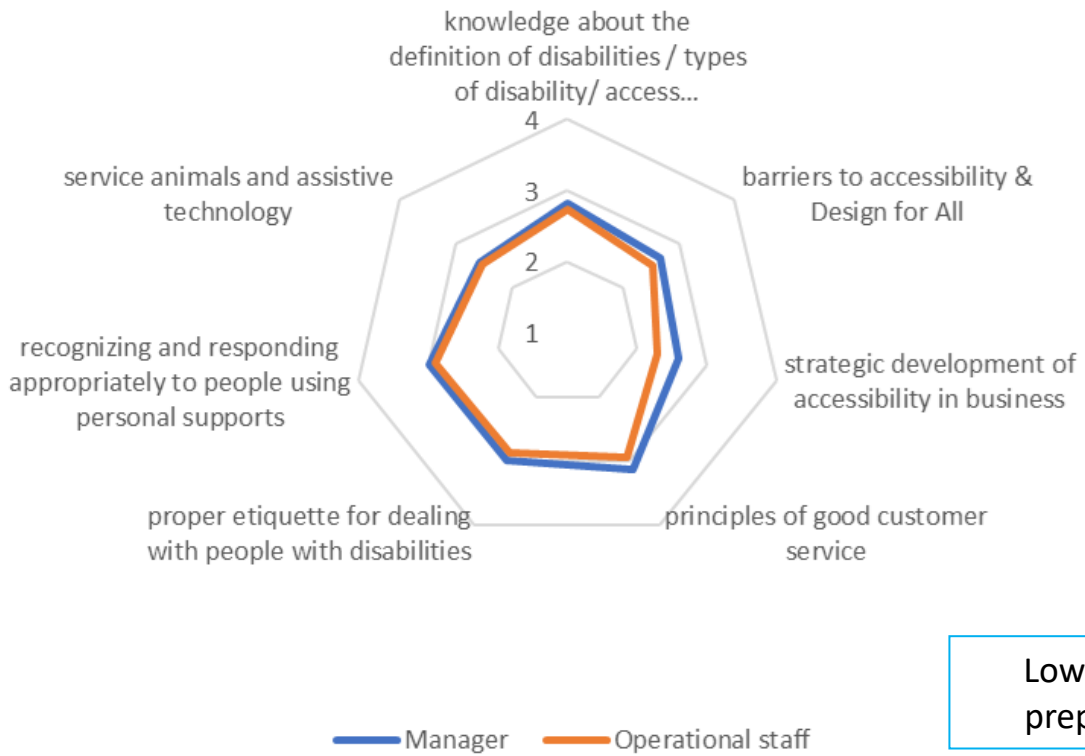 knowledge about the
definition of disabilities / types
of disability/ access...
4
3
2
1
service animals and assistive
technology
barriers to accessibility &
Design for All
recognizing and responding
appropriately to people using
personal supports
strategic development of
accessibility in business
proper etiquette for dealing
with people with disabilities
principles of good customer
service
Low
prep
Manager
Operational staff